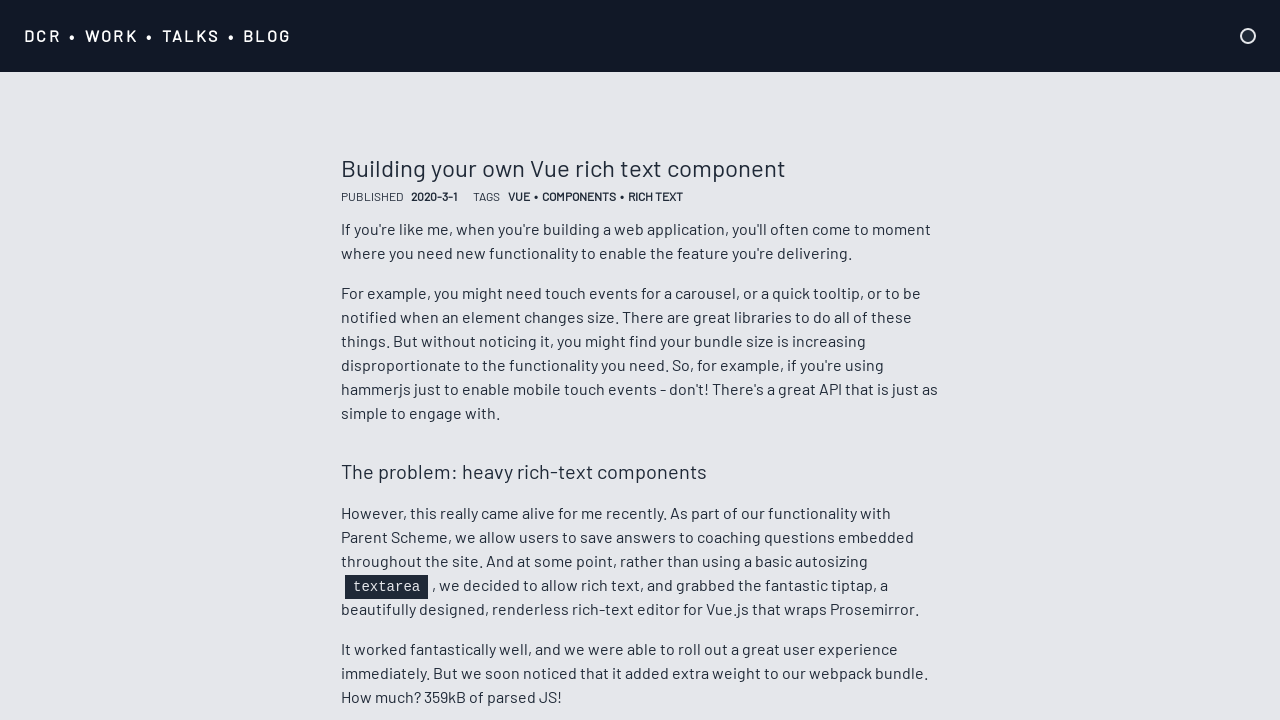 DCR • WORK • TALKS • BLOG
Building your own Vue rich text component
PUBLISHED 2020-3-1 TAGS VUE • COMPONENTS • RICH TEXT
If you're like me, when you're building a web application, you'll often come to moment
where you need new functionality to enable the feature you're delivering.
For example, you might need touch events for a carousel, or a quick tooltip, or to be
notified when an element changes size. There are great libraries to do all of these
things. But without noticing it, you might find your bundle size is increasing
disproportionate to the functionality you need. So, for example, if you're using
hammerjs just to enable mobile touch events - don't! There's a great API that is just as
simple to engage with.
The problem: heavy rich-text components
However, this really came alive for me recently. As part of our functionality with
Parent Scheme, we allow users to save answers to coaching questions embedded
throughout the site. And at some point, rather than using a basic autosizing
textarea , we decided to allow rich text, and grabbed the fantastic tiptap, a
beautifully designed, renderless rich-text editor for Vue.js that wraps Prosemirror.
It worked fantastically well, and we were able to roll out a great user experience
immediately. But we soon noticed that it added extra weight to our webpack bundle.
How much? 359kB of parsed JS!